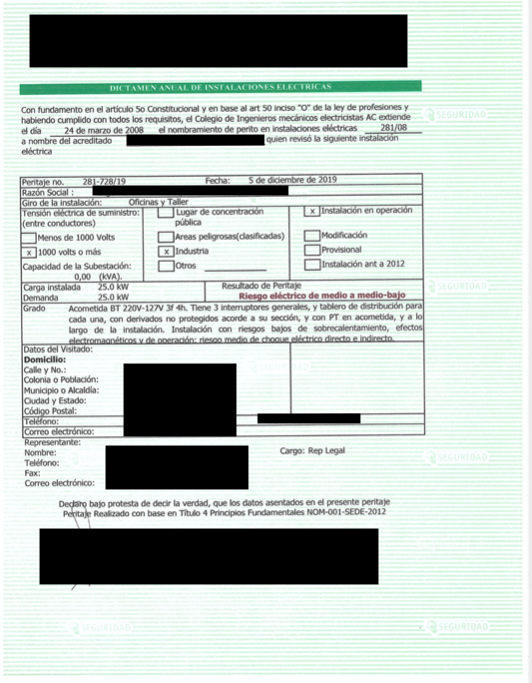 DICTAMEN ANUAL DE INSTALACIONES ELECTRICAS
Con fundamento en el artículo 5o Constitucional y en base al art 50 inciso "O" de la ley de profesiones y
habiendo cumplido con todos los requisitos, el Colegio de Ingenieros mecánicos electricistas AC extiende
el día 24 de marzo de 2008 el nombramiento de perito en instalaciones eléctricas 281/08
a nombre del acreditado quien revisó la siguiente instalación
eléctrica
SEGURIDAD
Peritaje no. 281-728/19 Fecha: 5 de diciembre de 2019
Razón Social :
Giro de la instalación: Oficinas y Taller
Tensión eléctrica de suministro: Lugar de concentración x Instalación en operación
(entre conductores) pública
Menos de 1000 Volts Areas peligrosas(clasificadas) Modificación
x 1000 volts o más x Industria Provisional
Capacidad de la Subestación: Otros Instalación ant a 2012
0,00 (kVA).
Carga instalada 25.0 kW Resultado de Peritaje
Demanda 25.0 kW Riesgo eléctrico de medio a medio-bajo
SEGURIDAD
Grado Acometida BT 220V-127V 3f 4h. Tiene 3 interruptores generales, y tablero de distribución para
cada una, con derivados no protegidos acorde a su sección, y con PT en acometida, y a lo
largo de la instalación. Instalación con riesgos bajos de sobrecalentamiento, efectos
electromagnéticos y de operación; riesgo medio de choque eléctrico directo e indirecto.
Datos del Visitado:
Domicilio:
Calle y No.:
Colonia o Población:
Municipio o Alcaldía:
Ciudad y Estado:
Código Postal:
Teléfono:
Correo electrónico:
Representante:
Nombre: Cargo: Rep Legal
Teléfono:
Fax:
Correo electrónico:
SEGURIDAD
Declaro bajo protesta de decir la verdad, que los datos asentados en el presente peritaje
Peritaje Realizado con base en Título 4 Principios Fundamentales NOM-001-SEDE-2012
SEGURIDAD
SEGURIDAD